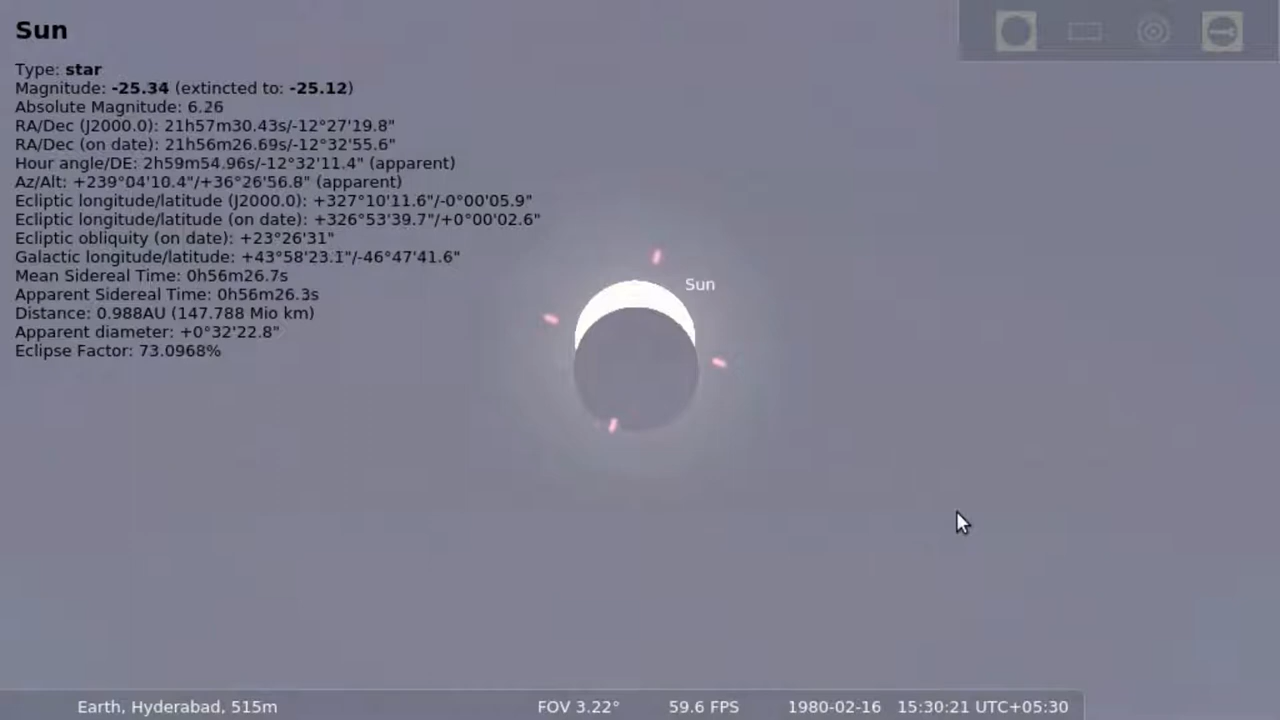 Sun
Type: star
Magnitude: -25.34 (extincted to: -25.12)
Absolute Magnitude: 6.26
RA/Dec (J2000.0): 21h57m30.43s/-12°27'19.8"
RA/Dec (on date): 21h56m26.69s/-12°32'55.6"
Hour angle/DE: 2h59m54.96s/-12°32'11.4" (apparent)
Az/Alt: +239°04'10.4"/+36°26'56.8" (apparent)
Ecliptic longitude/latitude (J2000.0): +327°10'11.6"/-0°00'05.9"
Ecliptic longitude/latitude (on date): +326°53'39.7"/+0°00'02.6"
Ecliptic obliquity (on date): +23°26'31"
Galactic longitude/latitude: +43°58'23.1"/-46°47'41.6"
Mean Sidereal Time: 0h56m26.7s
Apparent Sidereal Time: 0h56m26.3s
Distance: 0.988AU (147.788 Mio km)
Apparent diameter: +0°32'22.8"
Eclipse Factor: 73.0968%
Sun
Earth, Hyderabad, 515m FOV 3.22° 59.6 FPS 1980-02-16 15:30:21 UTC+05:30